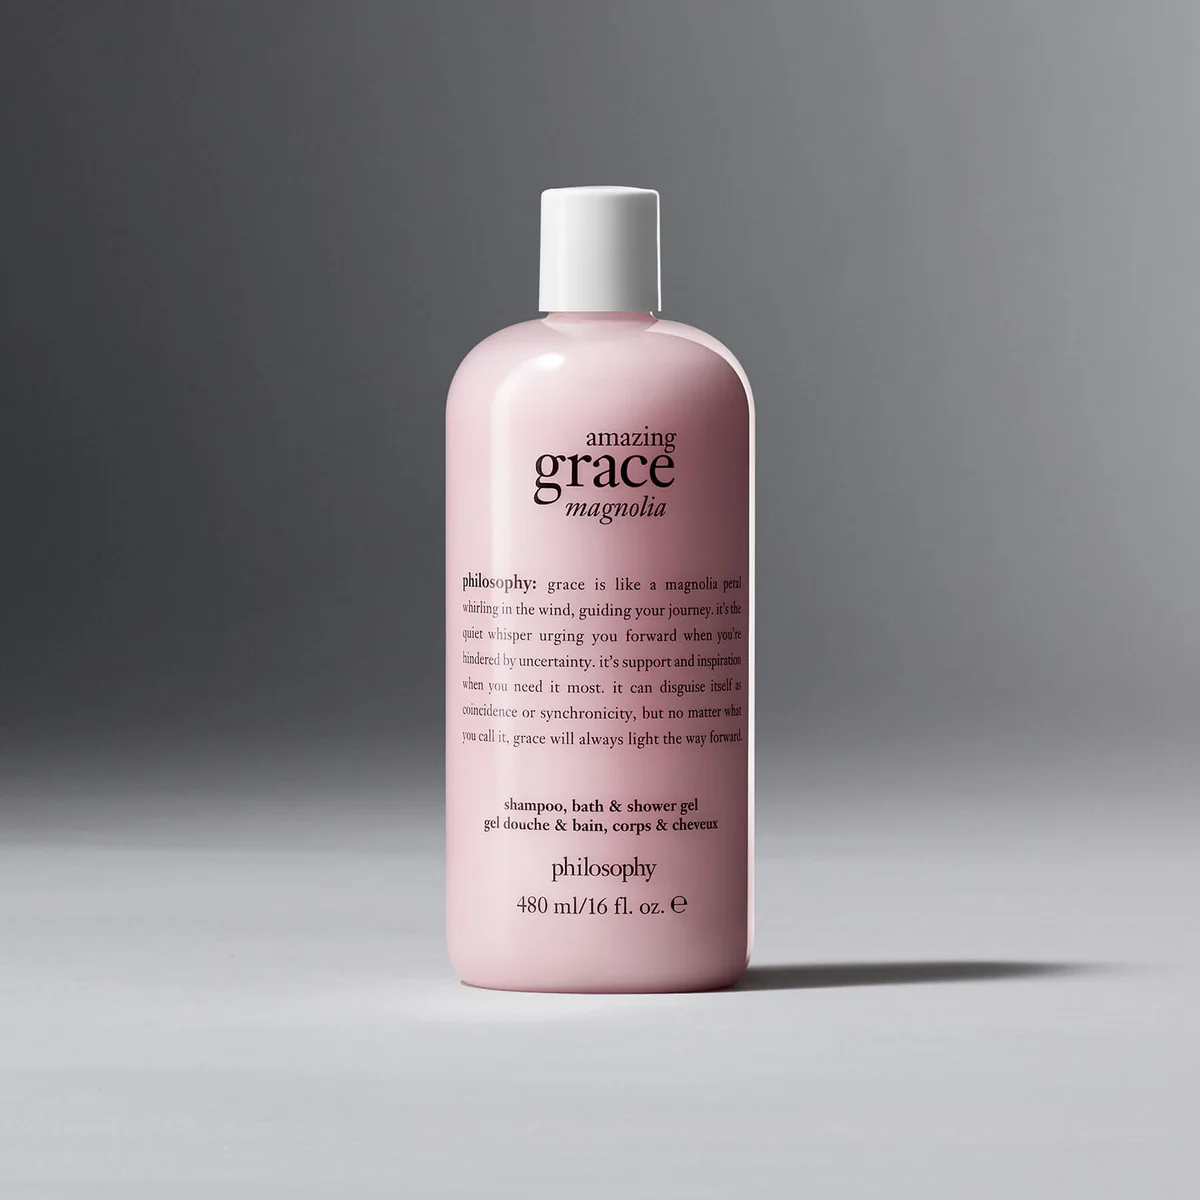 amazing
grace
magnolia
philosophy: grace is like a magnolia petal
whirling in the wind, guiding your journey. it's the
quiet whisper urging you forward when you're
hindered by uncertainty. it's support and inspiration
when you need it most. it can disguise itself as
coincidence or synchronicity, but no matter what
you call it, grace will always light the way forward.
shampoo, bath & shower gel
gel douche & bain, corps & cheveux
philosophy
480 ml/16 fl. oz. ℮